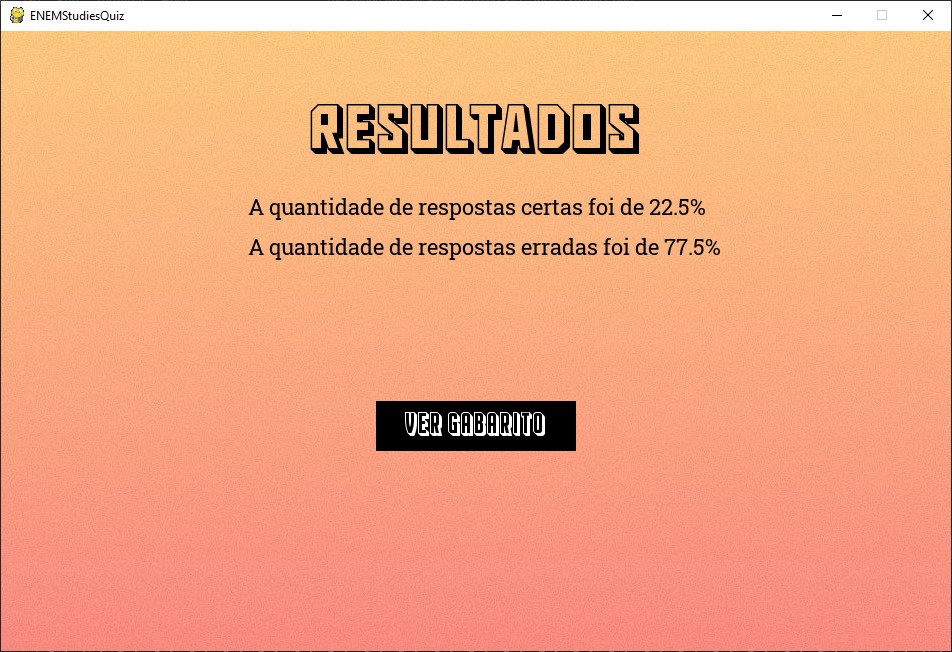 ENEMStudiesQuiz
RESULTADOS
A quantidade de respostas certas foi de 22.5%
A quantidade de respostas erradas foi de 77.5%
VER GABARITO